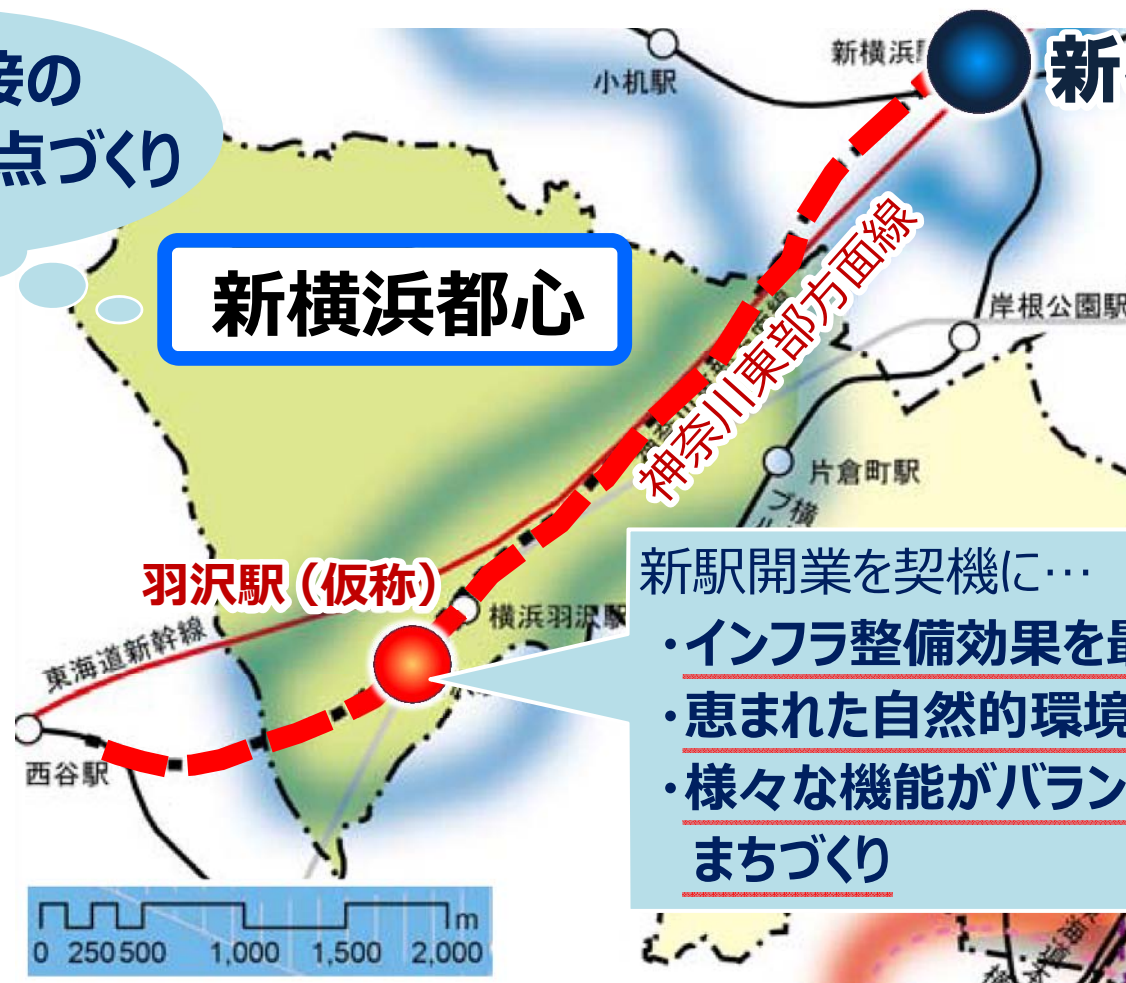 接の
点づくり
小机駅
新横浜
新
新横浜都心
神奈川東部方面線
岸根公園駅
片倉町駅
羽沢駅（仮称）
横浜羽沢駅
東海道新幹線
西谷駅
新駅開業を契機に…
・インフラ整備効果を最
・恵まれた自然的環境
・様々な機能がバラン
まちづくり
m
0 250 500 1,000 1,500 2,000